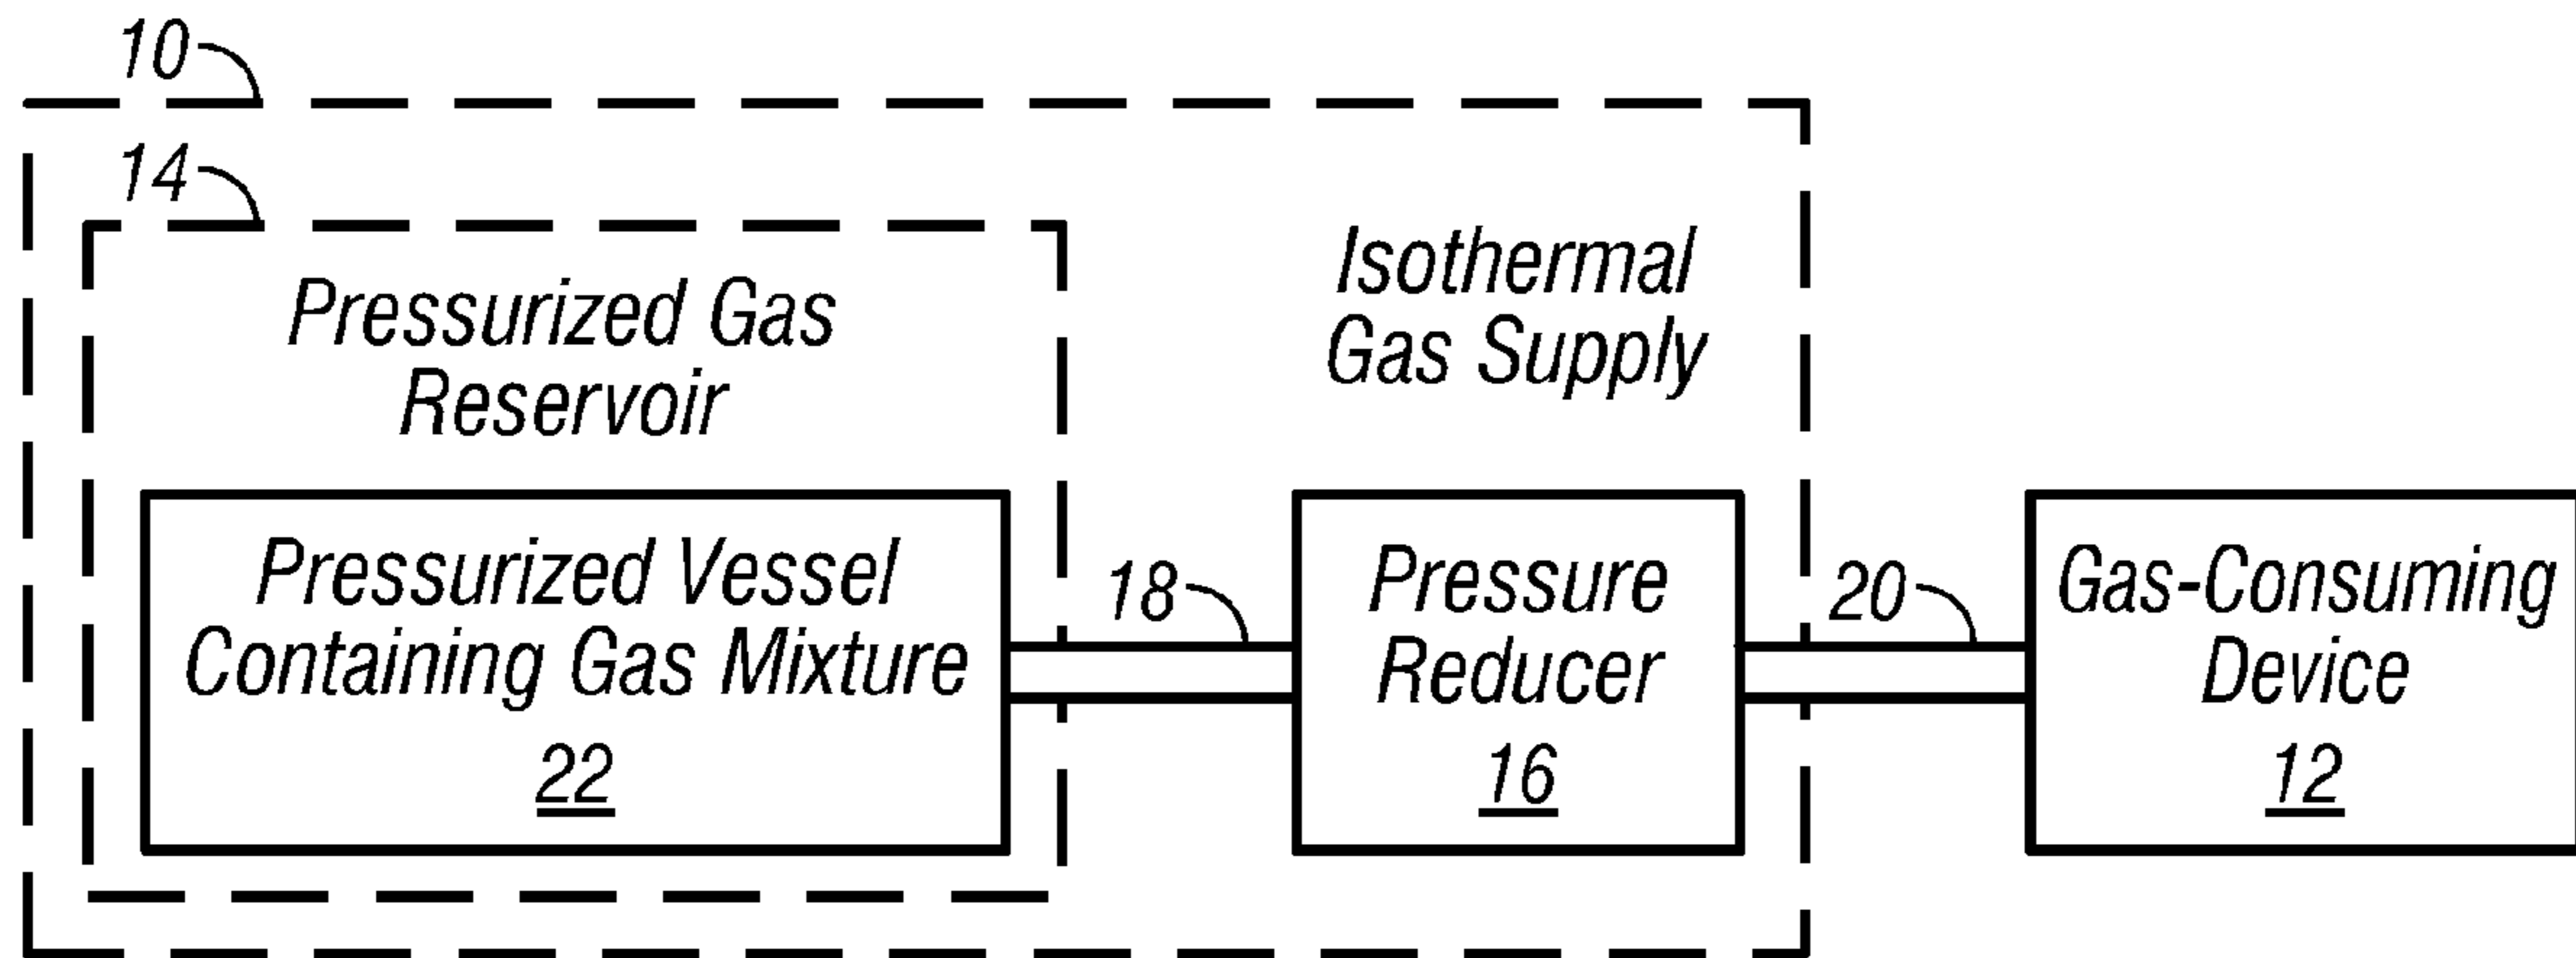 10
14
Isothermal
Gas Supply
Pressurized Gas
Reservoir
Pressurized Vessel
Containing Gas Mixture
22
18
Pressure
Reducer
16
20
Gas-Consuming
Device
12